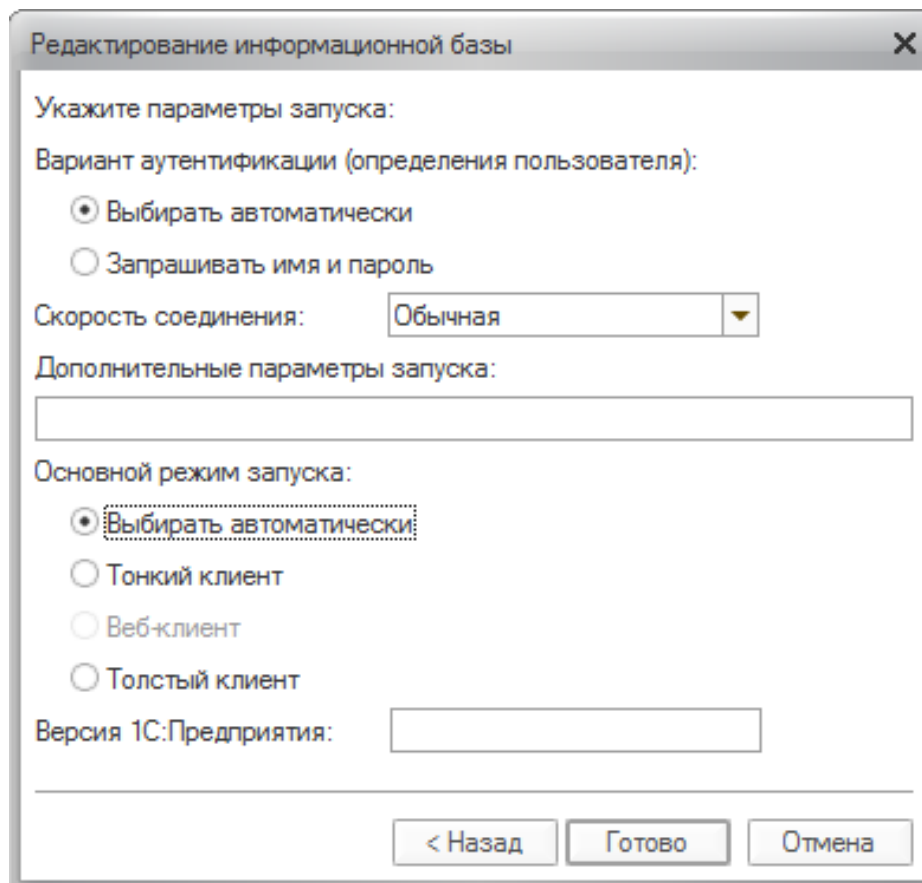 Редактирование информационной базы
Укажите параметры запуска:
Вариант аутентификации (определения пользователя):
Выбирать автоматически
Запрашивать имя и пароль
Скорость соединения: Обычная
Дополнительные параметры запуска:
Основной режим запуска:
Выбирать автоматически
Тонкий клиент
Веб-клиент
Толстый клиент
Версия 1С:Предприятия:
< Назад Готово Отмена